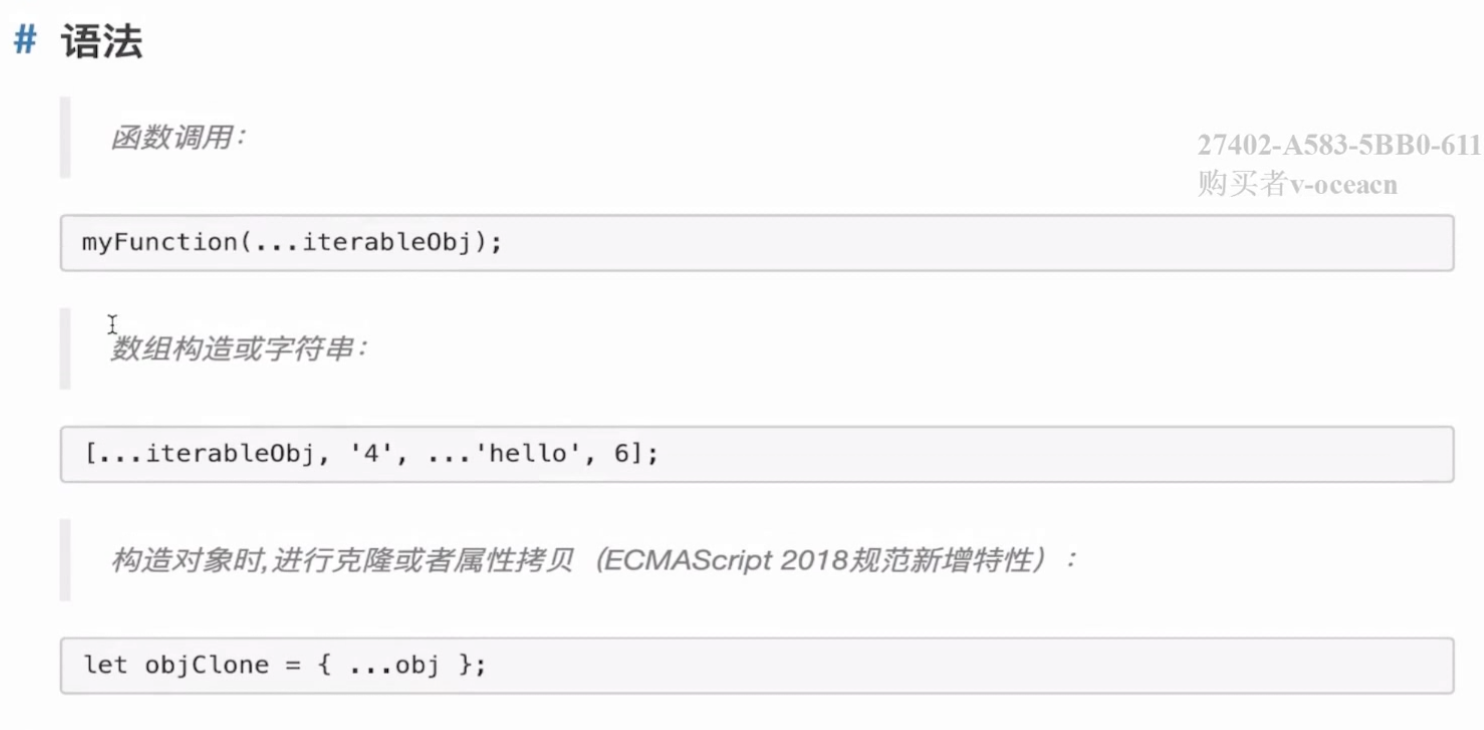 # 语法
函数调用：
27402-A583-5BB0-611
购买者v-oceacn
myFunction(...iterableObj);
数组构造或字符串：
[...iterableObj, '4', ...'hello', 6];
构造对象时,进行克隆或者属性拷贝（ECMAScript 2018规范新增特性）：
let objClone = { ...obj };